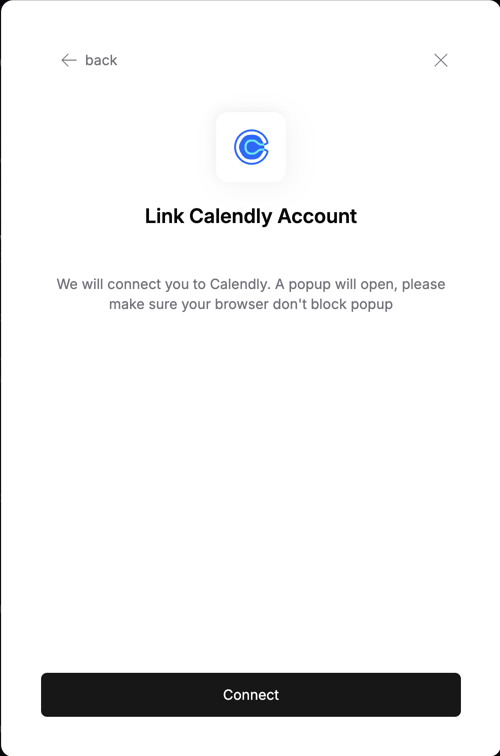 back
Link Calendly Account
We will connect you to Calendly. A popup will open, please
make sure your browser don't block popup
Connect